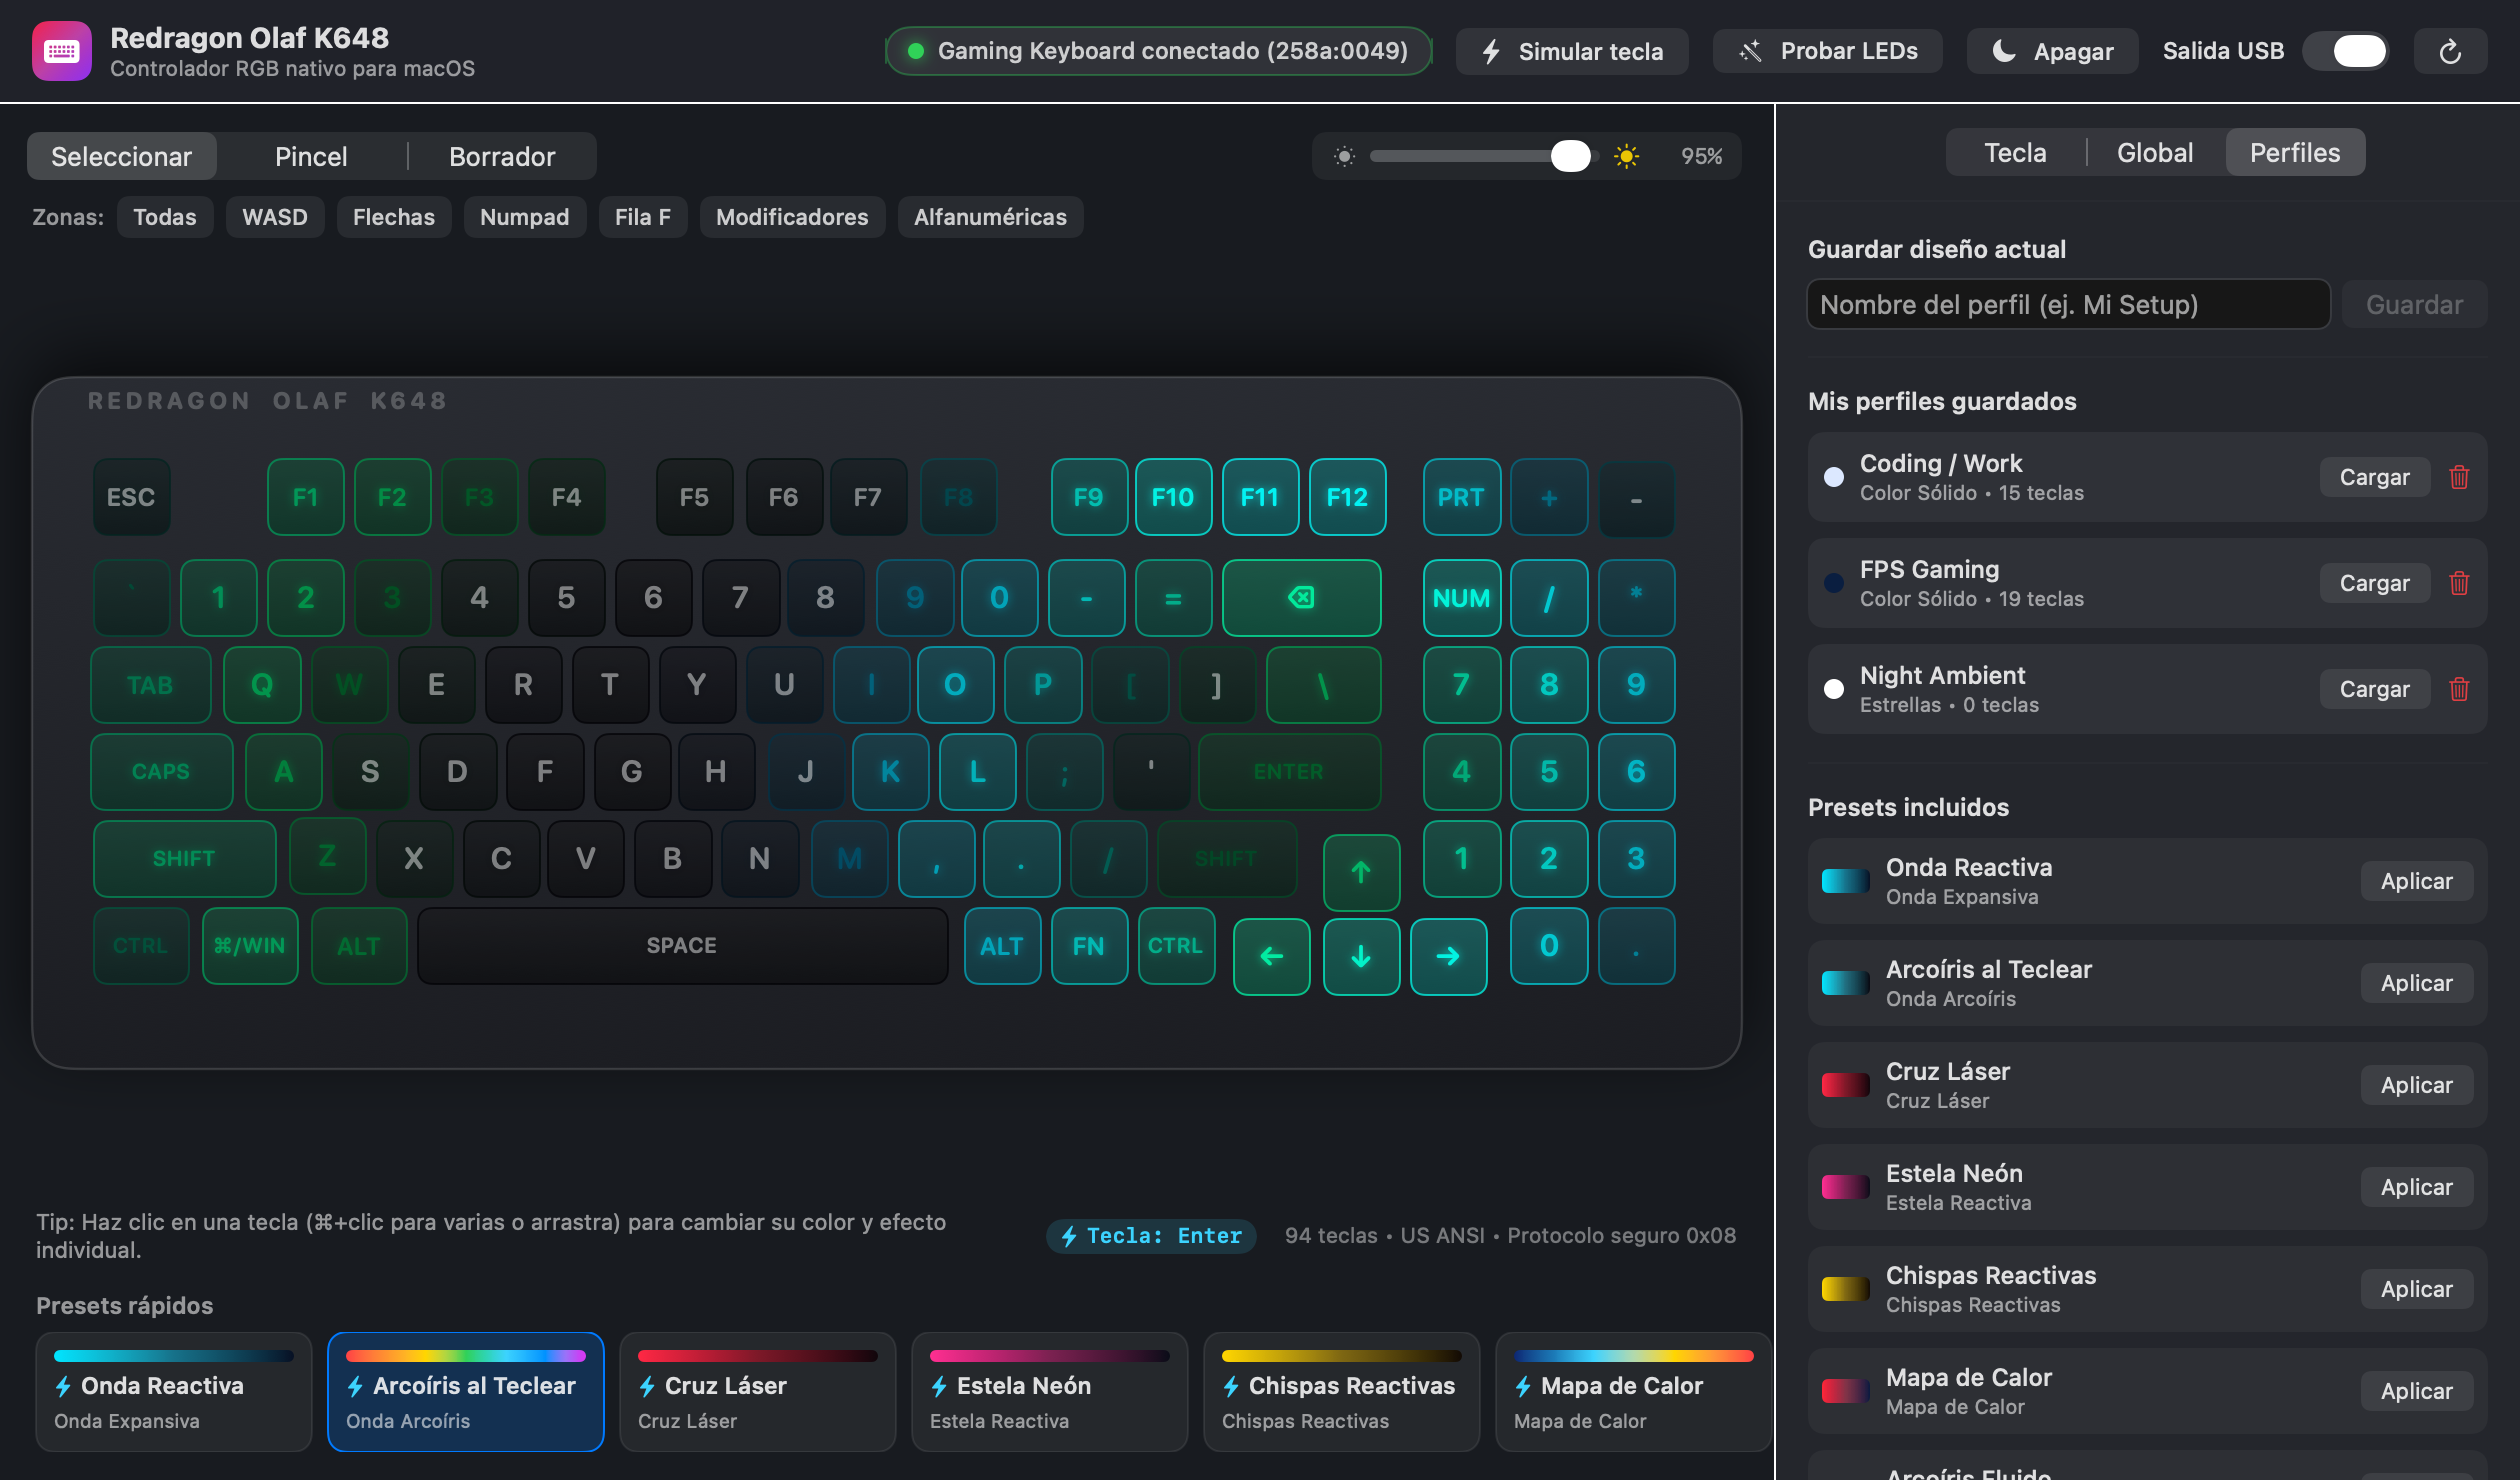 Redragon Olaf K648
Controlador RGB nativo para macOS
Gaming Keyboard conectado (258a:0049)
Simular tecla
Probar LEDs
Apagar
Salida USB
Seleccionar
Pincel
Borrador
95%
Zonas:
Todas
WASD
Flechas
Numpad
Fila F
Modificadores
Alfanuméricas
REDRAGON OLAF K648
ESC F1 F2 F3 F4 F5 F6 F7 F8 F9 F10 F11 F12 PRT + -
` 1 2 3 4 5 6 7 8 9 0 - = NUM / *
TAB Q W E R T Y U I O P [ ] \ 7 8 9
CAPS A S D F G H J K L ; ' ENTER 4 5 6
SHIFT Z X C V B N M , . / SHIFT ↑ 1 2 3
CTRL ⌘/WIN ALT SPACE ALT FN CTRL ← ↓ → 0 .
Tip: Haz clic en una tecla (⌘+clic para varias o arrastra) para cambiar su color y efecto
individual.
Tecla: Enter
94 teclas • US ANSI • Protocolo seguro 0x08
Presets rápidos
Onda Reactiva
Onda Expansiva
Arcoíris al Teclear
Onda Arcoíris
Cruz Láser
Cruz Láser
Estela Neón
Estela Reactiva
Chispas Reactivas
Chispas Reactivas
Mapa de Calor
Mapa de Calor
Tecla
Global
Perfiles
Guardar diseño actual
Nombre del perfil (ej. Mi Setup)
Guardar
Mis perfiles guardados
Coding / Work
Color Sólido • 15 teclas
Cargar
FPS Gaming
Color Sólido • 19 teclas
Cargar
Night Ambient
Estrellas • 0 teclas
Cargar
Presets incluidos
Onda Reactiva
Onda Expansiva
Aplicar
Arcoíris al Teclear
Onda Arcoíris
Aplicar
Cruz Láser
Cruz Láser
Aplicar
Estela Neón
Estela Reactiva
Aplicar
Chispas Reactivas
Chispas Reactivas
Aplicar
Mapa de Calor
Mapa de Calor
Aplicar
Arcoíris Fluido